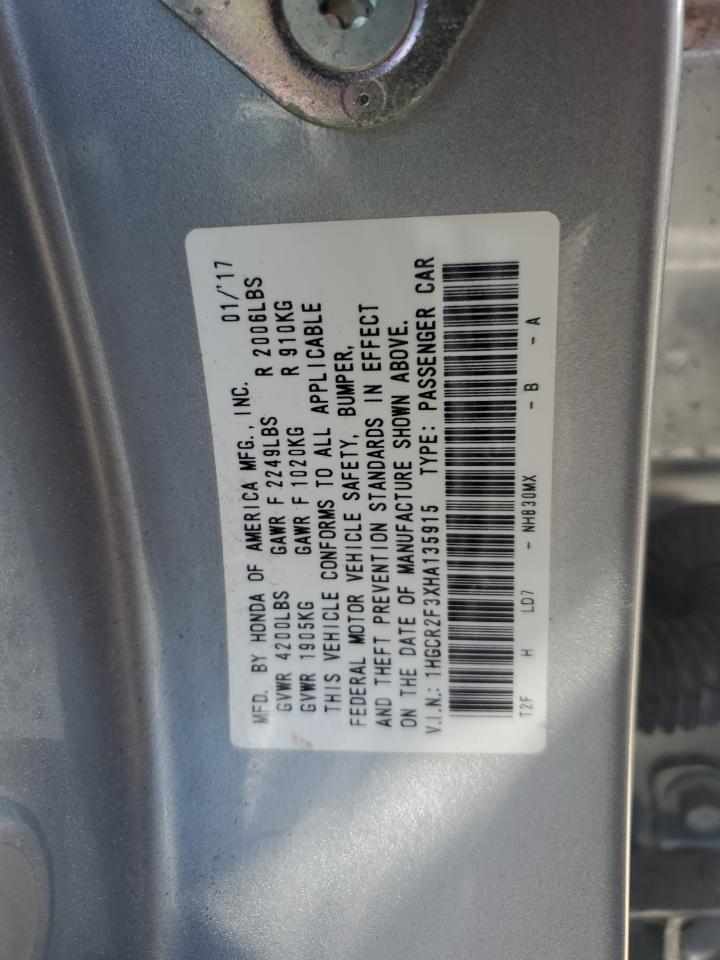 MFD. BY HONDA OF AMERICA MFG., INC. 01/'17
GVWR 4200LBS GAWR F 2249LBS R 2006LBS
GVWR 1905KG GAWR F 1020KG R 910KG
THIS VEHICLE CONFORMS TO ALL APPLICABLE
FEDERAL MOTOR VEHICLE SAFETY, BUMPER,
AND THEFT PREVENTION STANDARDS IN EFFECT
ON THE DATE OF MANUFACTURE SHOWN ABOVE.
V.I.N.: 1HGCR2F3XHA135915 TYPE: PASSENGER CAR
T2F H LD7 - NH830MX - B - A